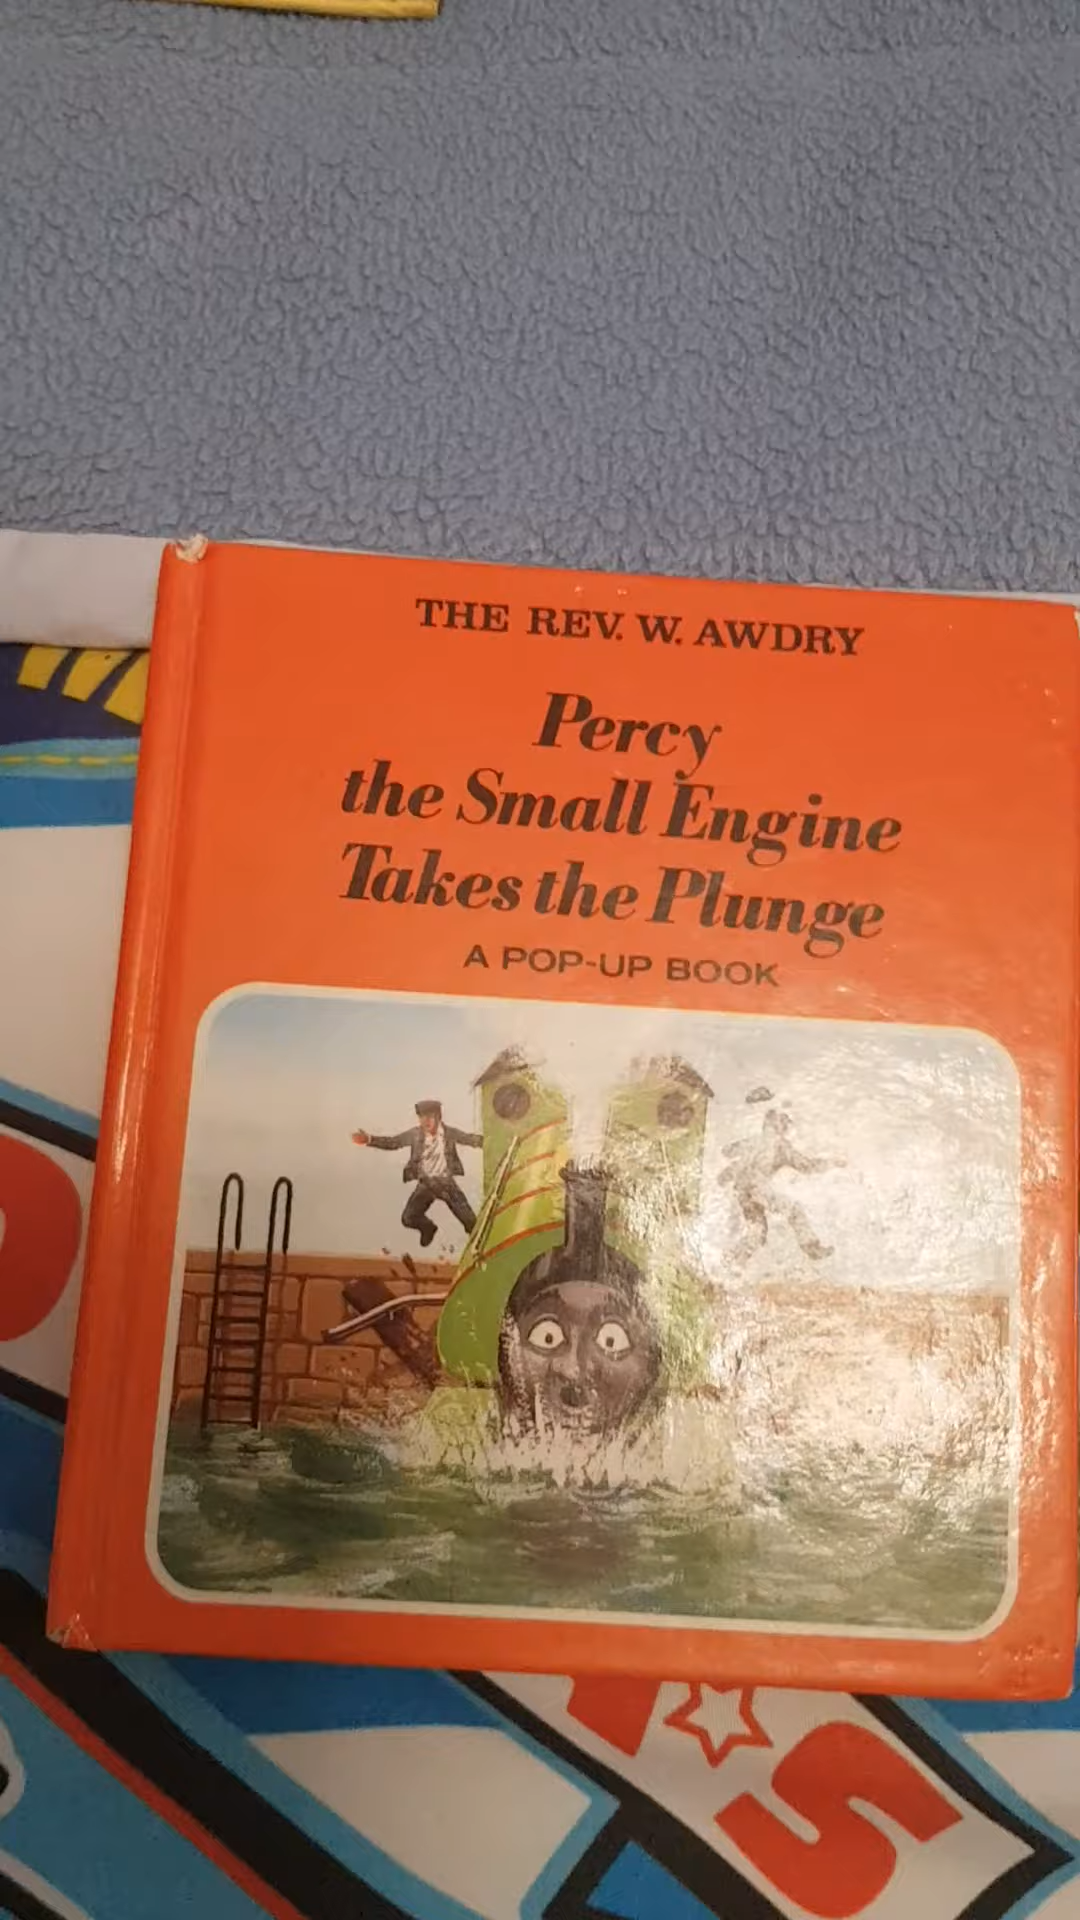 THE REV. W. AWDRY
Percy
the Small Engine
Takes the Plunge
A POP-UP BOOK
S